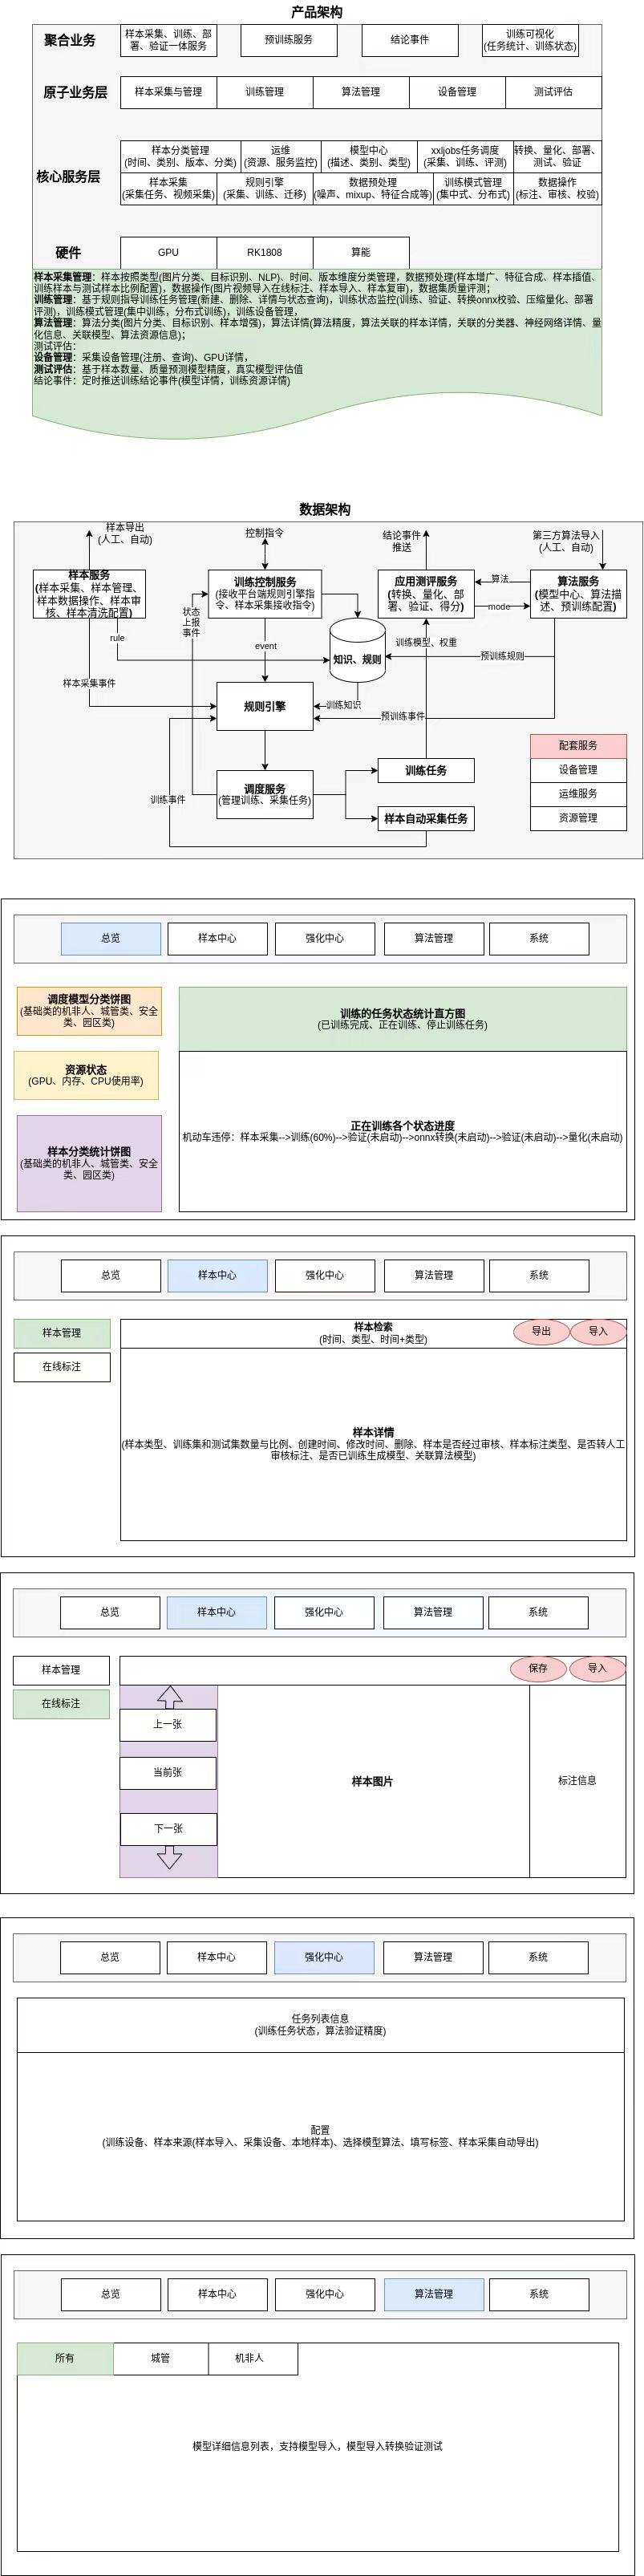 产品架构
聚合业务
样本采集、训练、部
署、验证一体服务
预训练服务
结论事件
训练可视化
(任务统计、训练状态)
原子业务层
样本采集与管理
训练管理
算法管理
设备管理
测试评估
核心服务层
样本分类管理
(时间、类别、版本、分类)
运维
(资源、服务监控)
模型中心
(描述、类别、类型)
xxljobs任务调度
(采集、训练、评测)
转换、量化、部署、
测试、验证
样本采集
(采集任务、视频采集)
规则引擎
(采集、训练、迁移)
数据预处理
(噪声、mixup、特征合成等)
训练模式管理
(集中式、分布式)
数据操作
(标注、审核、校验)
硬件
GPU
RK1808
算能
样本采集管理：样本按照类型(图片分类、目标识别、NLP)、时间、版本维度分类管理，数据预处理(样本增广、特征合成、样本插值、
训练样本与测试样本比例配置)，数据操作(图片视频导入在线标注、样本导入、样本复审)，数据集质量评测；
训练管理：基于规则指导训练任务管理(新建、删除、详情与状态查询)，训练状态监控(训练、验证、转换onnx校验、压缩量化、部署
评测)，训练模式管理(集中训练，分布式训练)，训练设备管理，
算法管理：算法分类(图片分类、目标识别、样本增强)，算法详情(算法精度，算法关联的样本详情，关联的分类器、神经网络详情、量
化信息、关联模型、算法资源信息)；
测试评估：
设备管理：采集设备管理(注册、查询)、GPU详情，
测试评估：基于样本数量、质量预测模型精度，真实模型评估值
结论事件：定时推送训练结论事件(模型详情，训练资源详情)
数据架构
样本导出
(人工、自动)
控制指令
结论事件
推送
第三方算法导入
(人工、自动)
样本服务
(样本采集、样本管理、
样本数据操作、样本审
核、样本清洗配置)
状态
上报
事件
训练控制服务
(接收平台端规则引擎指
令、样本采集接收指令)
应用测评服务
(转换、量化、部
署、验证、得分)
算法
mode
算法服务
(模型中心、算法描
述、预训练配置)
rule
event
知识、规则
训练模型、权重
预训练规则
样本采集事件
规则引擎
训练知识
预训练事件
配套服务
设备管理
运维服务
资源管理
训练事件
调度服务
(管理训练、采集任务)
训练任务
样本自动采集任务
总览
样本中心
强化中心
算法管理
系统
调度模型分类饼图
(基础类的机非人、城管类、安全
类、园区类)
资源状态
(GPU、内存、CPU使用率)
样本分类统计饼图
(基础类的机非人、城管类、安全
类、园区类)
训练的任务状态统计直方图
(已训练完成、正在训练、停止训练任务)
正在训练各个状态进度
机动车违停：样本采集-->训练(60%)-->验证(未启动)-->onnx转换(未启动)-->验证(未启动)-->量化(未启动)
总览
样本中心
强化中心
算法管理
系统
样本管理
在线标注
样本检索
(时间、类型、时间+类型)
导出
导入
样本详情
(样本类型、训练集和测试集数量与比例、创建时间、修改时间、删除、样本是否经过审核、样本标注类型、是否转人工
审核标注、是否已训练生成模型、关联算法模型)
总览
样本中心
强化中心
算法管理
系统
样本管理
在线标注
保存
导入
上一张
当前张
下一张
样本图片
标注信息
总览
样本中心
强化中心
算法管理
系统
任务列表信息
(训练任务状态，算法验证精度)
配置
(训练设备、样本来源(样本导入、采集设备、本地样本)、选择模型算法、填写标签、样本采集自动导出)
总览
样本中心
强化中心
算法管理
系统
所有
城管
机非人
模型详细信息列表，支持模型导入，模型导入转换验证测试